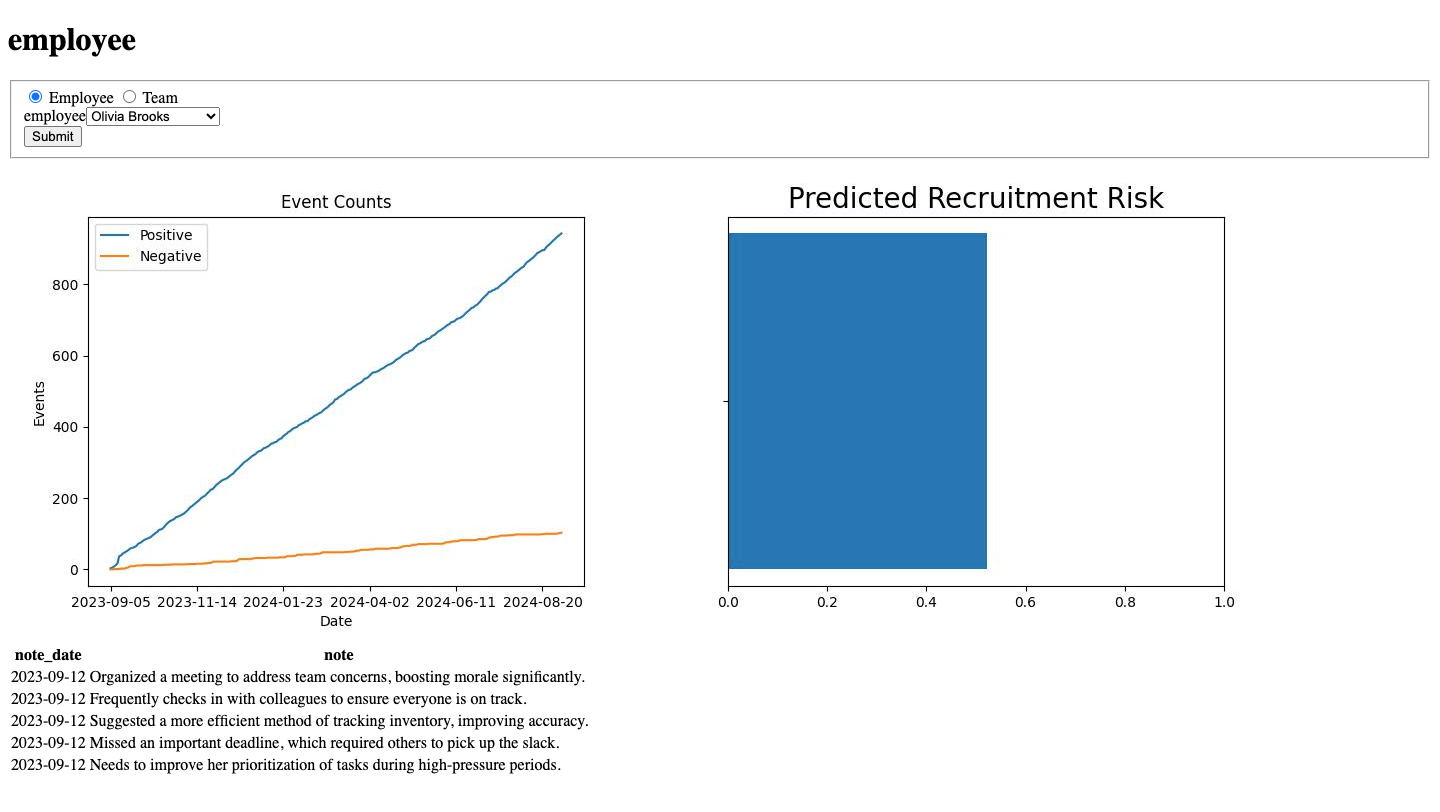 employee
Employee Team
employee Olivia Brooks
Submit
Event Counts
Positive
Negative
800
600
400
200
0
Events
2023-09-05 2023-11-14 2024-01-23 2024-04-02 2024-06-11 2024-08-20
Date
Predicted Recruitment Risk
0.0 0.2 0.4 0.6 0.8 1.0
note_date note
2023-09-12 Organized a meeting to address team concerns, boosting morale significantly.
2023-09-12 Frequently checks in with colleagues to ensure everyone is on track.
2023-09-12 Suggested a more efficient method of tracking inventory, improving accuracy.
2023-09-12 Missed an important deadline, which required others to pick up the slack.
2023-09-12 Needs to improve her prioritization of tasks during high-pressure periods.